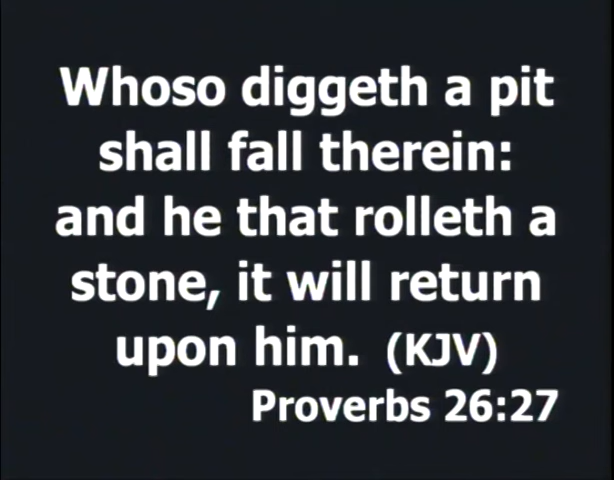 Whoso diggeth a pit
shall fall therein:
and he that rolleth a
stone, it will return
upon him. (KJV)
Proverbs 26:27